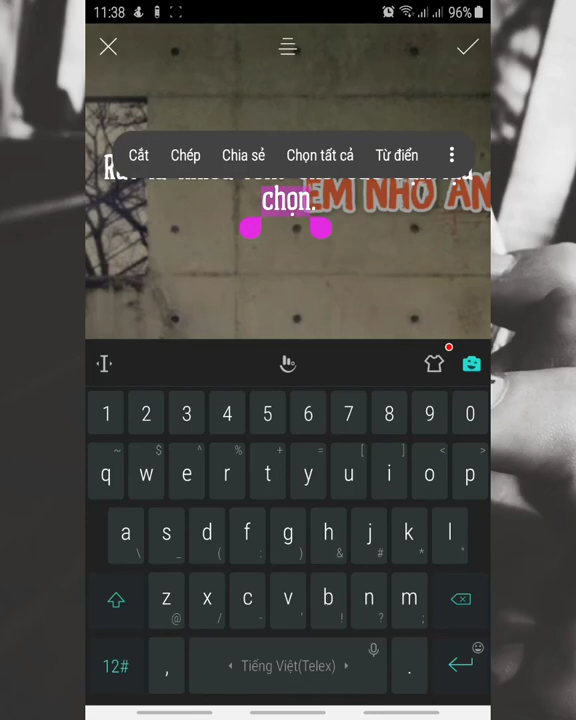 11:38 96%
Cắt Chép Chia sẻ Chọn tất cả Từ điển
chọn.
EM NHỚ AN
1 2 3 4 5 6 7 8 9 0
~ $ ^ % + = [ ] < >
q w e r t y u i o p
a s d f g h j k l
\ _ ( : ) & # * "
z x c v b n m
@ / - ' ! ? ;
12# , Tiếng Việt(Telex) .